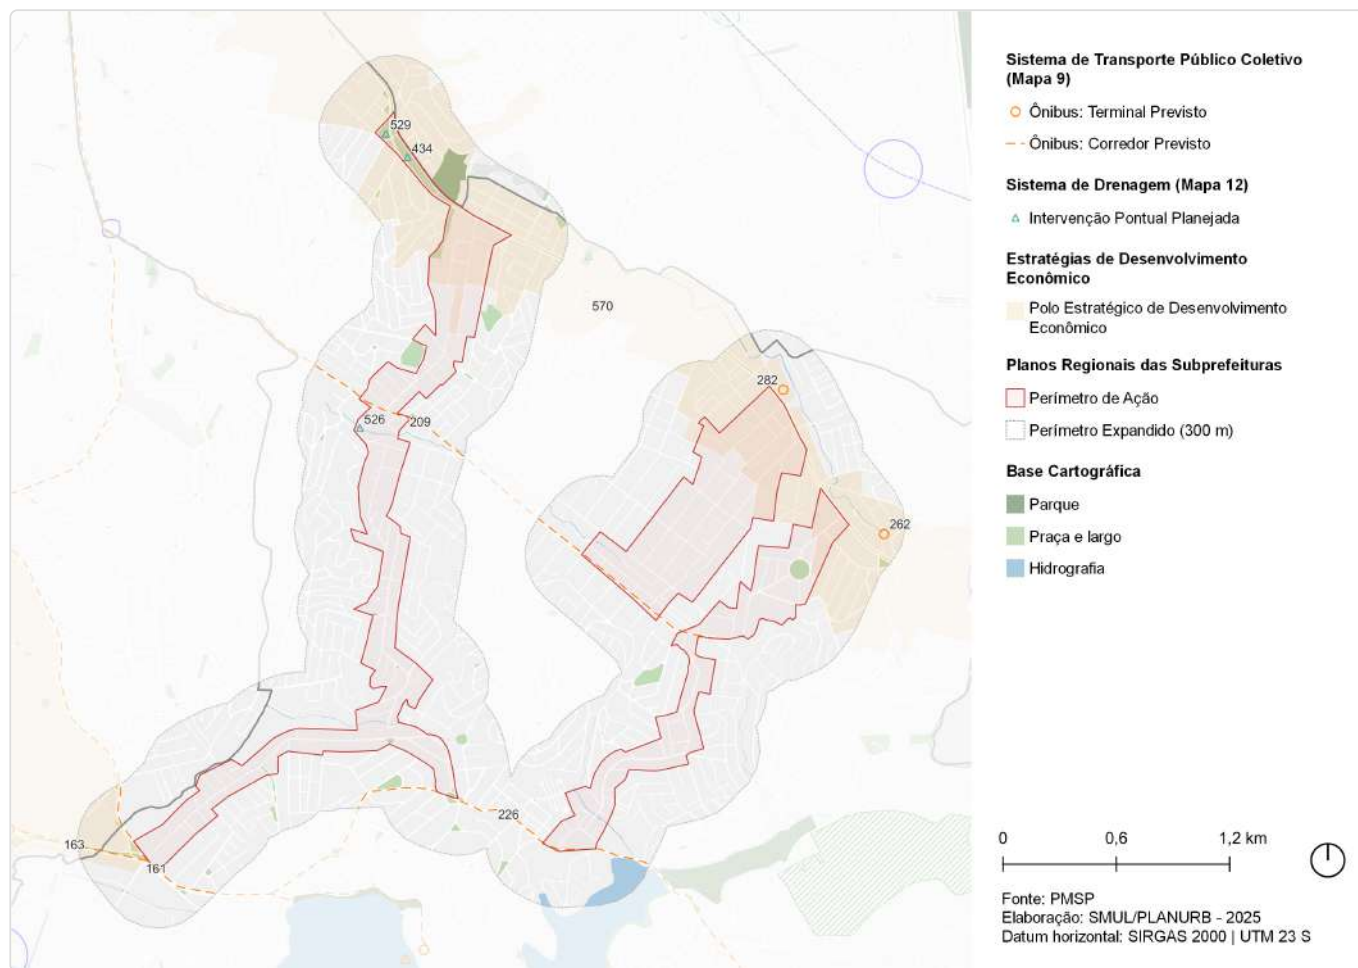 529
434
570
282
526
209
262
226
163
161
Sistema de Transporte Público Coletivo
(Mapa 9)
Ônibus: Terminal Previsto
Ônibus: Corredor Previsto
Sistema de Drenagem (Mapa 12)
Intervenção Pontual Planejada
Estratégias de Desenvolvimento
Econômico
Polo Estratégico de Desenvolvimento
Econômico
Planos Regionais das Subprefeituras
Perímetro de Ação
Perímetro Expandido (300 m)
Base Cartográfica
Parque
Praça e largo
Hidrografia
0 0,6 1,2 km
Fonte: PMSP
Elaboração: SMUL/PLANURB - 2025
Datum horizontal: SIRGAS 2000 | UTM 23 S